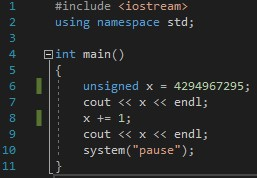 1 #include <iostream>
2 using namespace std;
3
4 int main()
5 {
6 unsigned x = 4294967295;
7 cout << x << endl;
8 x += 1;
9 cout << x << endl;
10 system("pause");
11 }